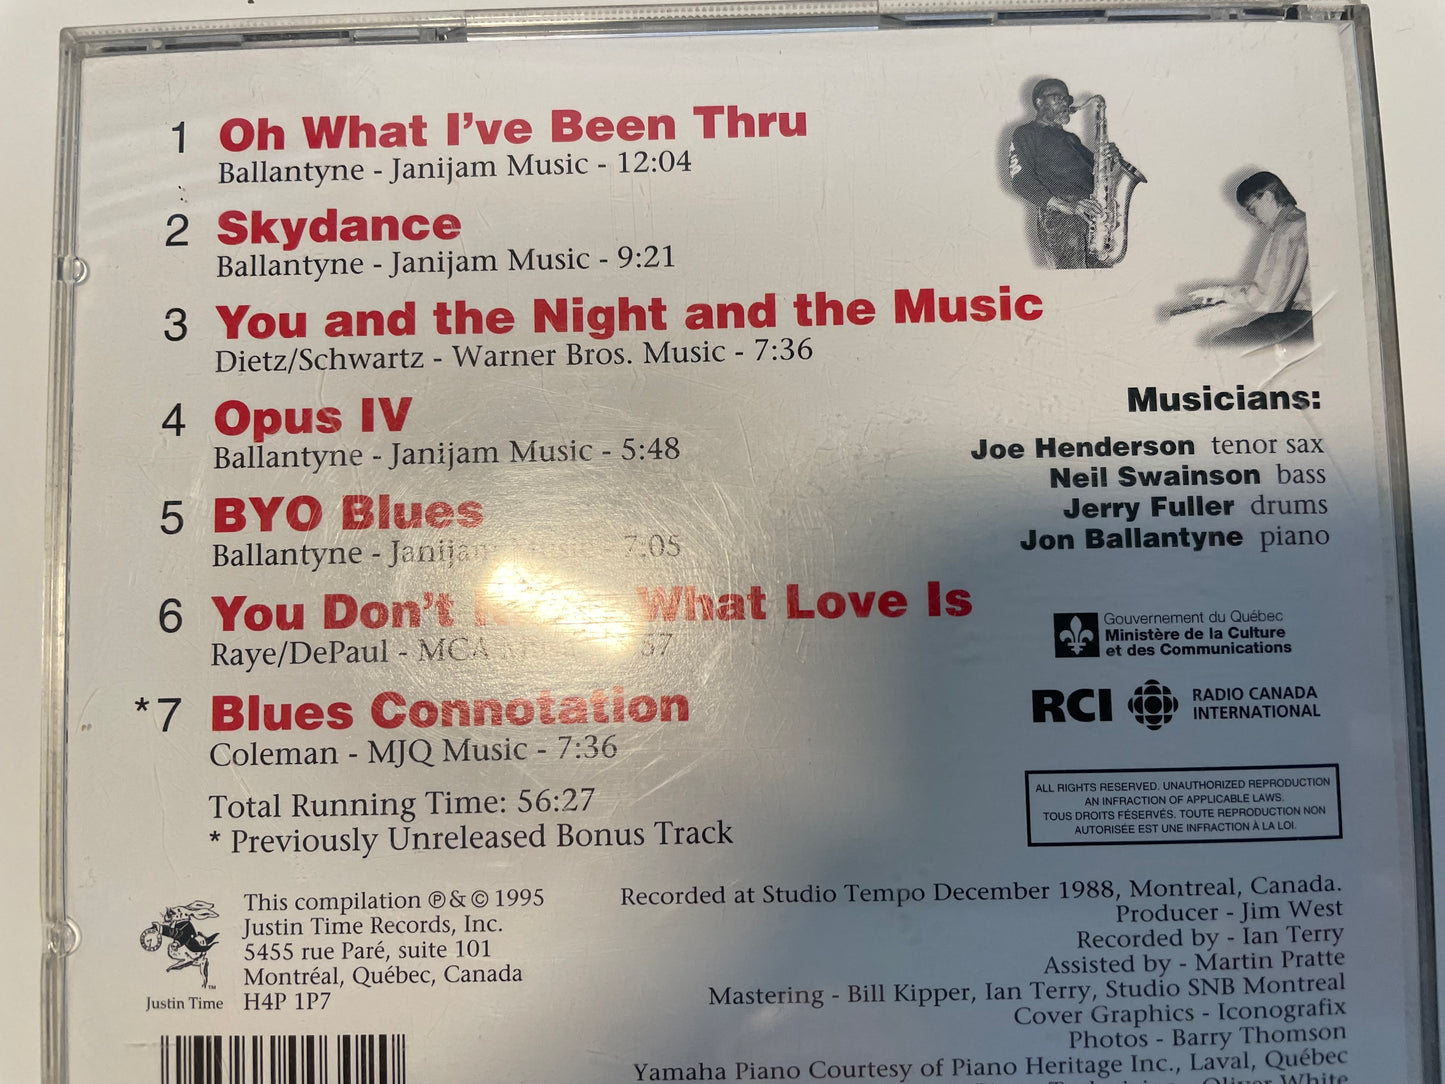 1 Oh What I've Been Thru
Ballantyne - Janijam Music - 12:04
2 Skydance
Ballantyne - Janijam Music - 9:21
3 You and the Night and the Music
Dietz/Schwartz - Warner Bros. Music - 7:36
4 Opus IV
Ballantyne - Janijam Music - 5:48
5 BYO Blues
Ballantyne - Janijam Music - 7:05
6 You Don't What Love Is
Raye/DePaul - MCA 57
*7 Blues Connotation
Coleman - MJQ Music - 7:36
Total Running Time: 56:27
* Previously Unreleased Bonus Track
Musicians:
Joe Henderson tenor sax
Neil Swainson bass
Jerry Fuller drums
Jon Ballantyne piano
Gouvernement du Québec
Ministère de la Culture
et des Communications
RCI RADIO CANADA
INTERNATIONAL
ALL RIGHTS RESERVED. UNAUTHORIZED REPRODUCTION
AN INFRACTION OF APPLICABLE LAWS.
TOUS DROITS FÉSERVÉS. TOUTE REPRODUCTION NON
AUTORISÉE EST UNE INFRACTION À LA LOI.
This compilation ℗ & © 1995
Justin Time Records, Inc.
5455 rue Paré, suite 101
Montréal, Québec, Canada
H4P 1P7
Justin Time
Recorded at Studio Tempo December 1988, Montreal, Canada.
Producer - Jim West
Recorded by - Ian Terry
Assisted by - Martin Pratte
Mastering - Bill Kipper, Ian Terry, Studio SNB Montreal
Cover Graphics - Iconografix
Photos - Barry Thomson
Yamaha Piano Courtesy of Piano Heritage Inc., Laval, Québec
Oliver White